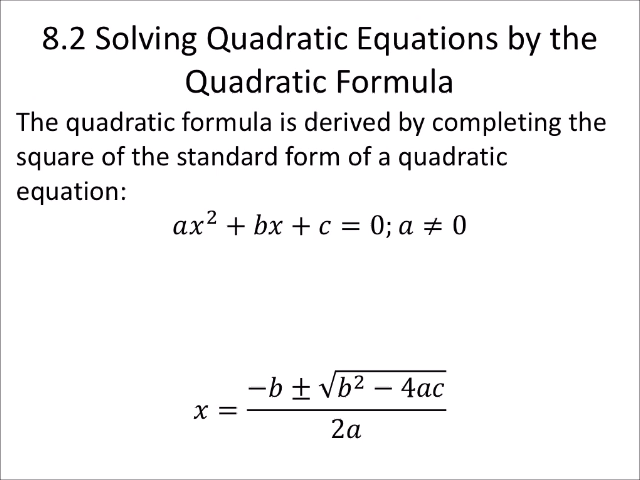 8.2 Solving Quadratic Equations by the
Quadratic Formula
The quadratic formula is derived by completing the
square of the standard form of a quadratic
equation:
ax² + bx + c = 0; a ≠ 0
x = (−b ± √(b² − 4ac)) / 2a